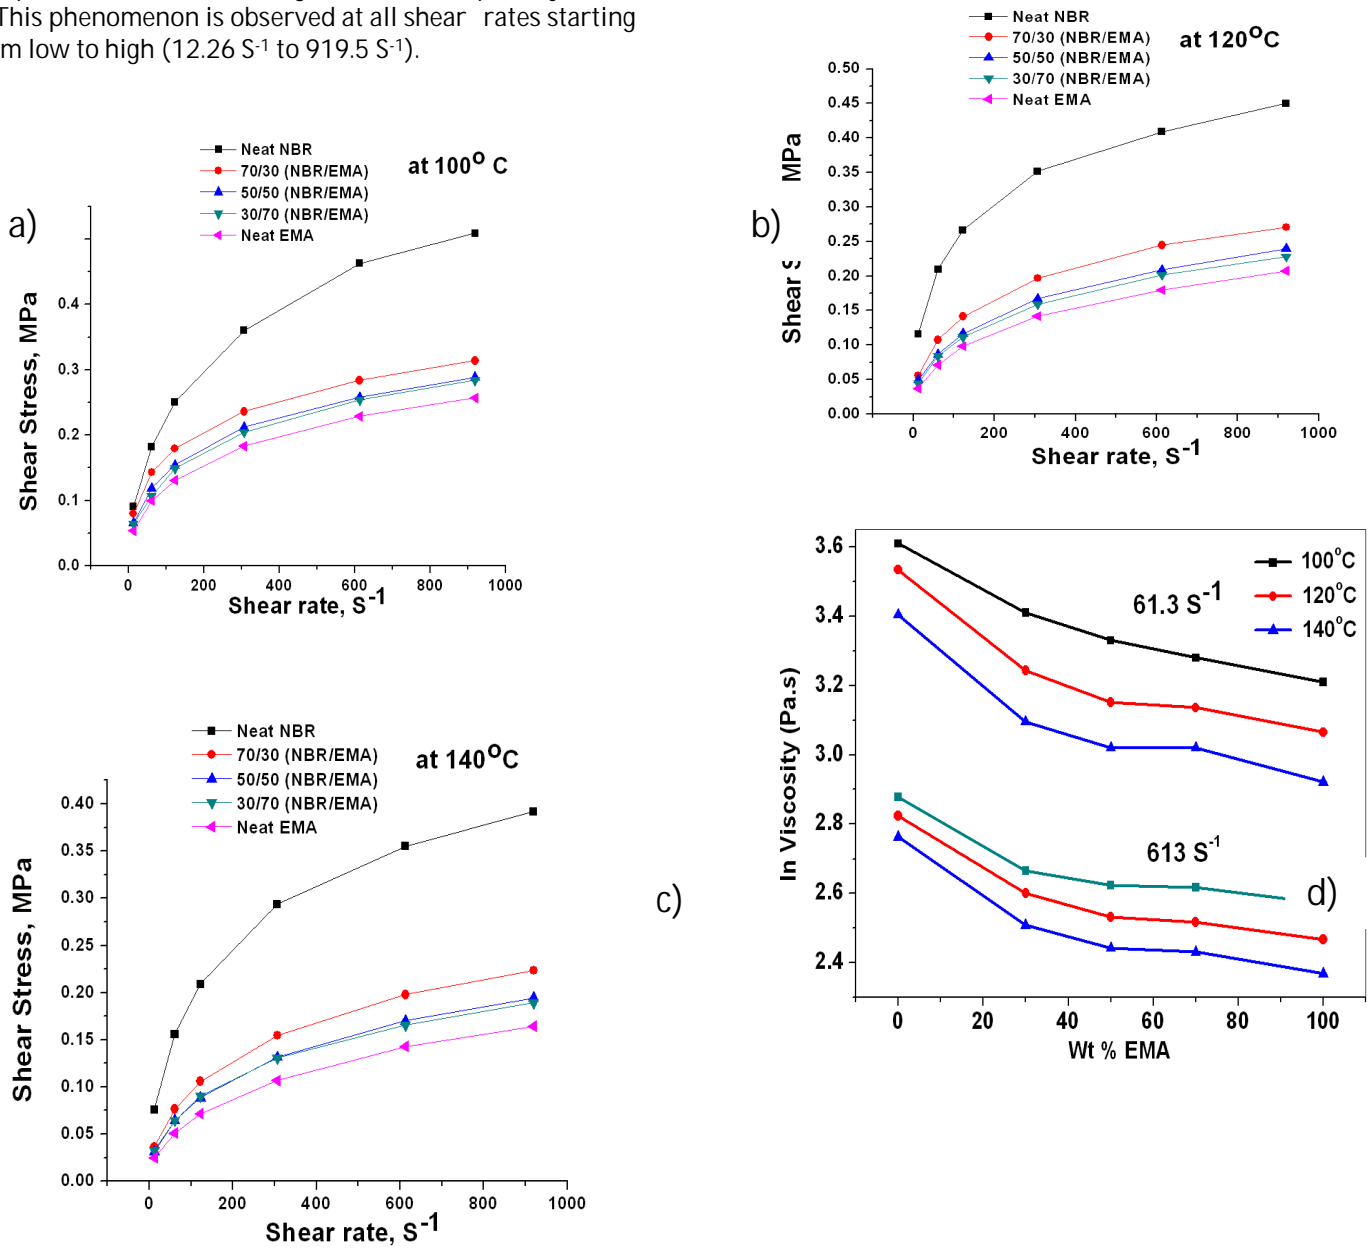 This phenomenon is observed at all shear rates starting
m low to high (12.26 S-1 to 919.5 S-1).
a)
Neat NBR
70/30 (NBR/EMA)
50/50 (NBR/EMA)
30/70 (NBR/EMA)
Neat EMA
at 100O C
Shear Stress, MPa
0.4
0.3
0.2
0.1
0.0
0 200 400 600 800 1000
Shear rate, S-1
b)
Neat NBR
70/30 (NBR/EMA)
50/50 (NBR/EMA)
30/70 (NBR/EMA)
Neat EMA
at 120OC
Shear S MPa
0.50
0.45
0.40
0.35
0.30
0.25
0.20
0.15
0.10
0.05
0.00
0 200 400 600 800 1000
Shear rate, S-1
c)
Neat NBR
70/30 (NBR/EMA)
50/50 (NBR/EMA)
30/70 (NBR/EMA)
Neat EMA
at 140OC
Shear Stress, MPa
0.40
0.35
0.30
0.25
0.20
0.15
0.10
0.05
0.00
0 200 400 600 800 1000
Shear rate, S-1
d)
100oC
120oC
140oC
61.3 S-1
613 S-1
ln Viscosity (Pa.s)
3.6
3.4
3.2
3.0
2.8
2.6
2.4
0 20 40 60 80 100
Wt % EMA